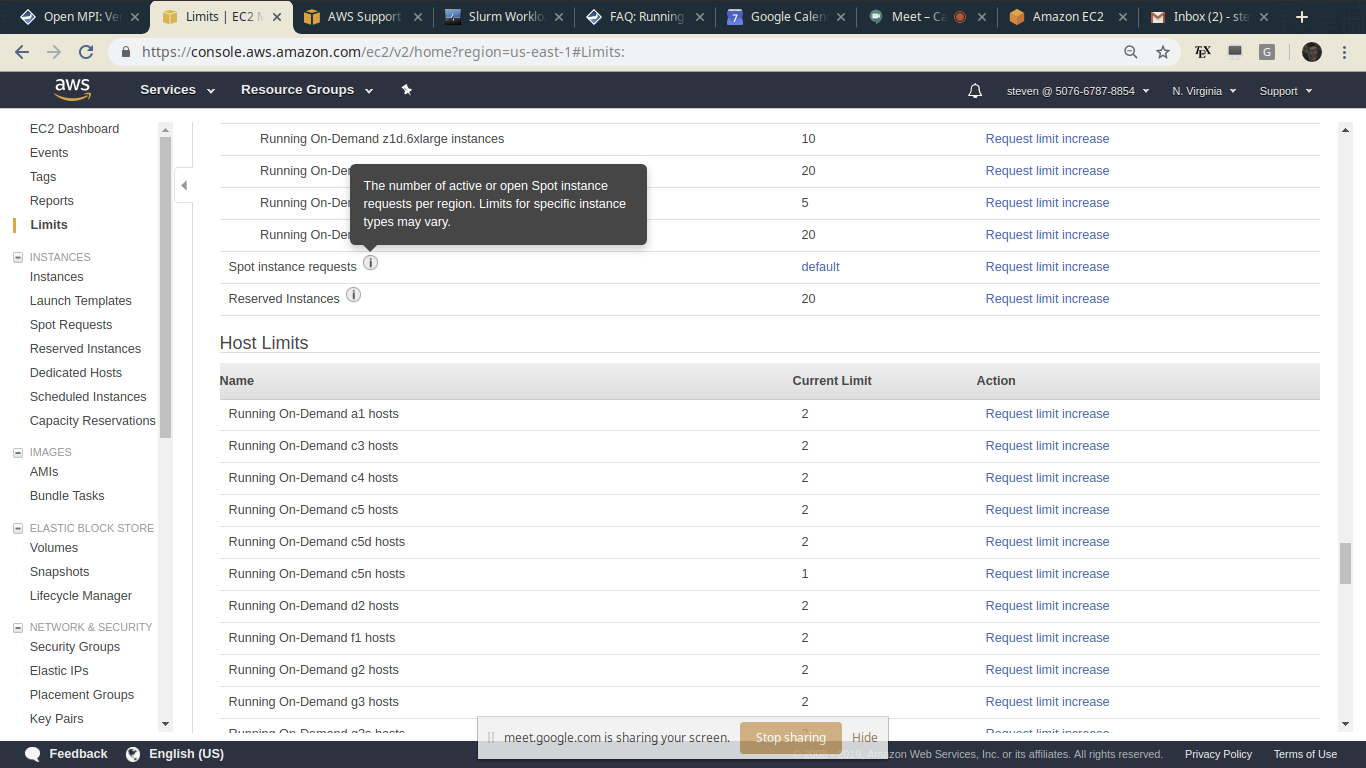 Open MPI: Ve
Limits | EC2 M
AWS Support
Slurm Worklo
FAQ: Running
Google Calen
7
Meet – Ca
Amazon EC2
Inbox (2) - ste
https://console.aws.amazon.com/ec2/v2/home?region=us-east-1#Limits:
TEX
G
aws
Services
Resource Groups
steven @ 5076-6787-8854
N. Virginia
Support
EC2 Dashboard
Events
Tags
Reports
Limits
INSTANCES
Instances
Launch Templates
Spot Requests
Reserved Instances
Dedicated Hosts
Scheduled Instances
Capacity Reservations
IMAGES
AMIs
Bundle Tasks
ELASTIC BLOCK STORE
Volumes
Snapshots
Lifecycle Manager
NETWORK & SECURITY
Security Groups
Elastic IPs
Placement Groups
Key Pairs
Running On-Demand z1d.6xlarge instances 10 Request limit increase
Running On-De 20 Request limit increase
Running On-De 5 Request limit increase
Running On-De 20 Request limit increase
The number of active or open Spot instance
requests per region. Limits for specific instance
types may vary.
Spot instance requests i default Request limit increase
Reserved Instances i 20 Request limit increase
Host Limits
Name Current Limit Action
Running On-Demand a1 hosts 2 Request limit increase
Running On-Demand c3 hosts 2 Request limit increase
Running On-Demand c4 hosts 2 Request limit increase
Running On-Demand c5 hosts 2 Request limit increase
Running On-Demand c5d hosts 2 Request limit increase
Running On-Demand c5n hosts 1 Request limit increase
Running On-Demand d2 hosts 2 Request limit increase
Running On-Demand f1 hosts 2 Request limit increase
Running On-Demand g2 hosts 2 Request limit increase
Running On-Demand g3 hosts 2 Request limit increase
Running On-Demand g3s hosts Request limit increase
meet.google.com is sharing your screen. Stop sharing Hide
Feedback
English (US)
© 2008 - 2019, Amazon Web Services, Inc. or its affiliates. All rights reserved.
Privacy Policy
Terms of Use